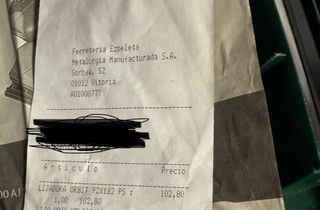 Ferreteria Ezpeleta
Metalurgia Manufacturada S.A.
Gorbea, 52
01012 Vitoria
A01000777
Articulo Precio
LIJADORA ORBIT 92X182 PS : 102,80
1,00 102,80